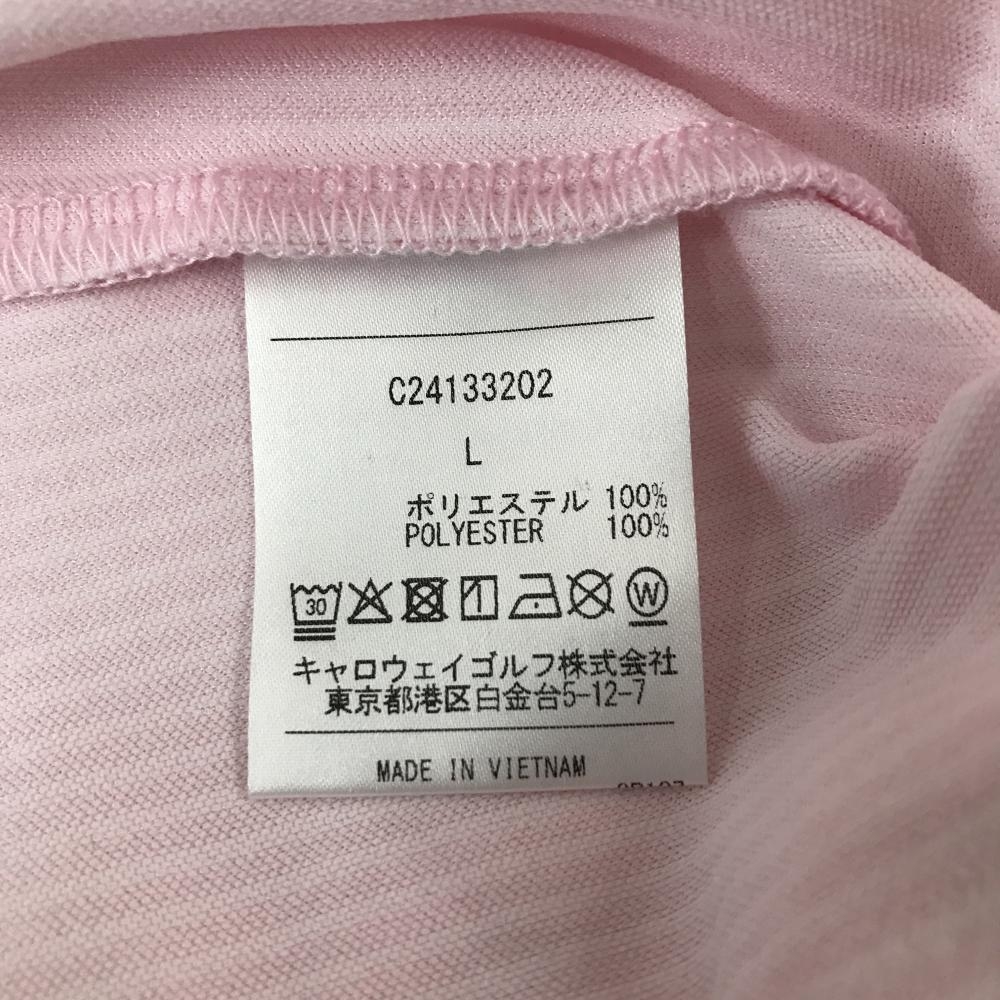 C24133202
L
ポリエステル 100%
POLYESTER 100%
30 W
キャロウェイゴルフ株式会社
東京都港区白金台5-12-7
MADE IN VIETNAM